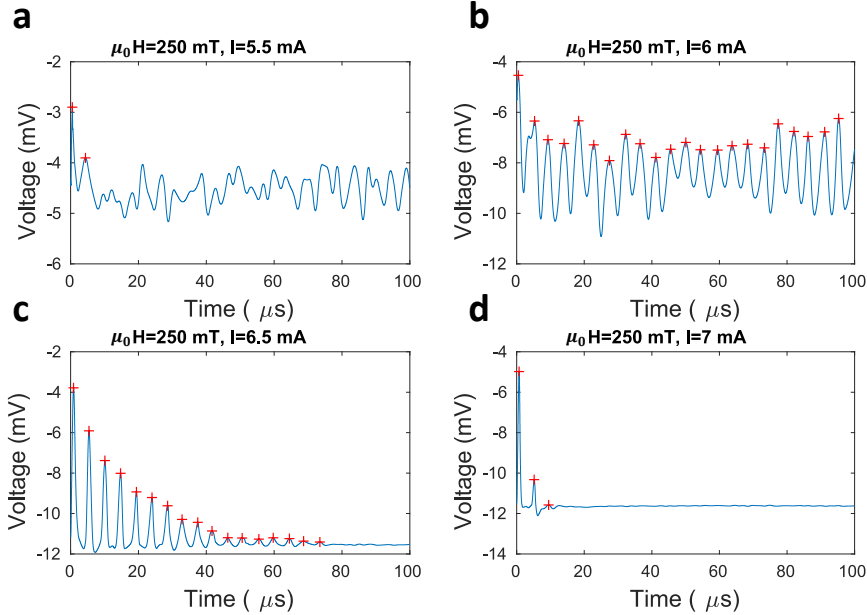 a
μ₀H=250 mT, I=5.5 mA
-2
-3
-4
-5
-6
Voltage (mV)
0 20 40 60 80 100
Time ( μs)
b
μ₀H=250 mT, I=6 mA
-4
-6
-8
-10
-12
Voltage (mV)
0 20 40 60 80 100
Time ( μs)
c
μ₀H=250 mT, I=6.5 mA
-2
-4
-6
-8
-10
-12
Voltage (mV)
0 20 40 60 80 100
Time ( μs)
d
μ₀H=250 mT, I=7 mA
-4
-6
-8
-10
-12
-14
Voltage (mV)
0 20 40 60 80 100
Time ( μs)